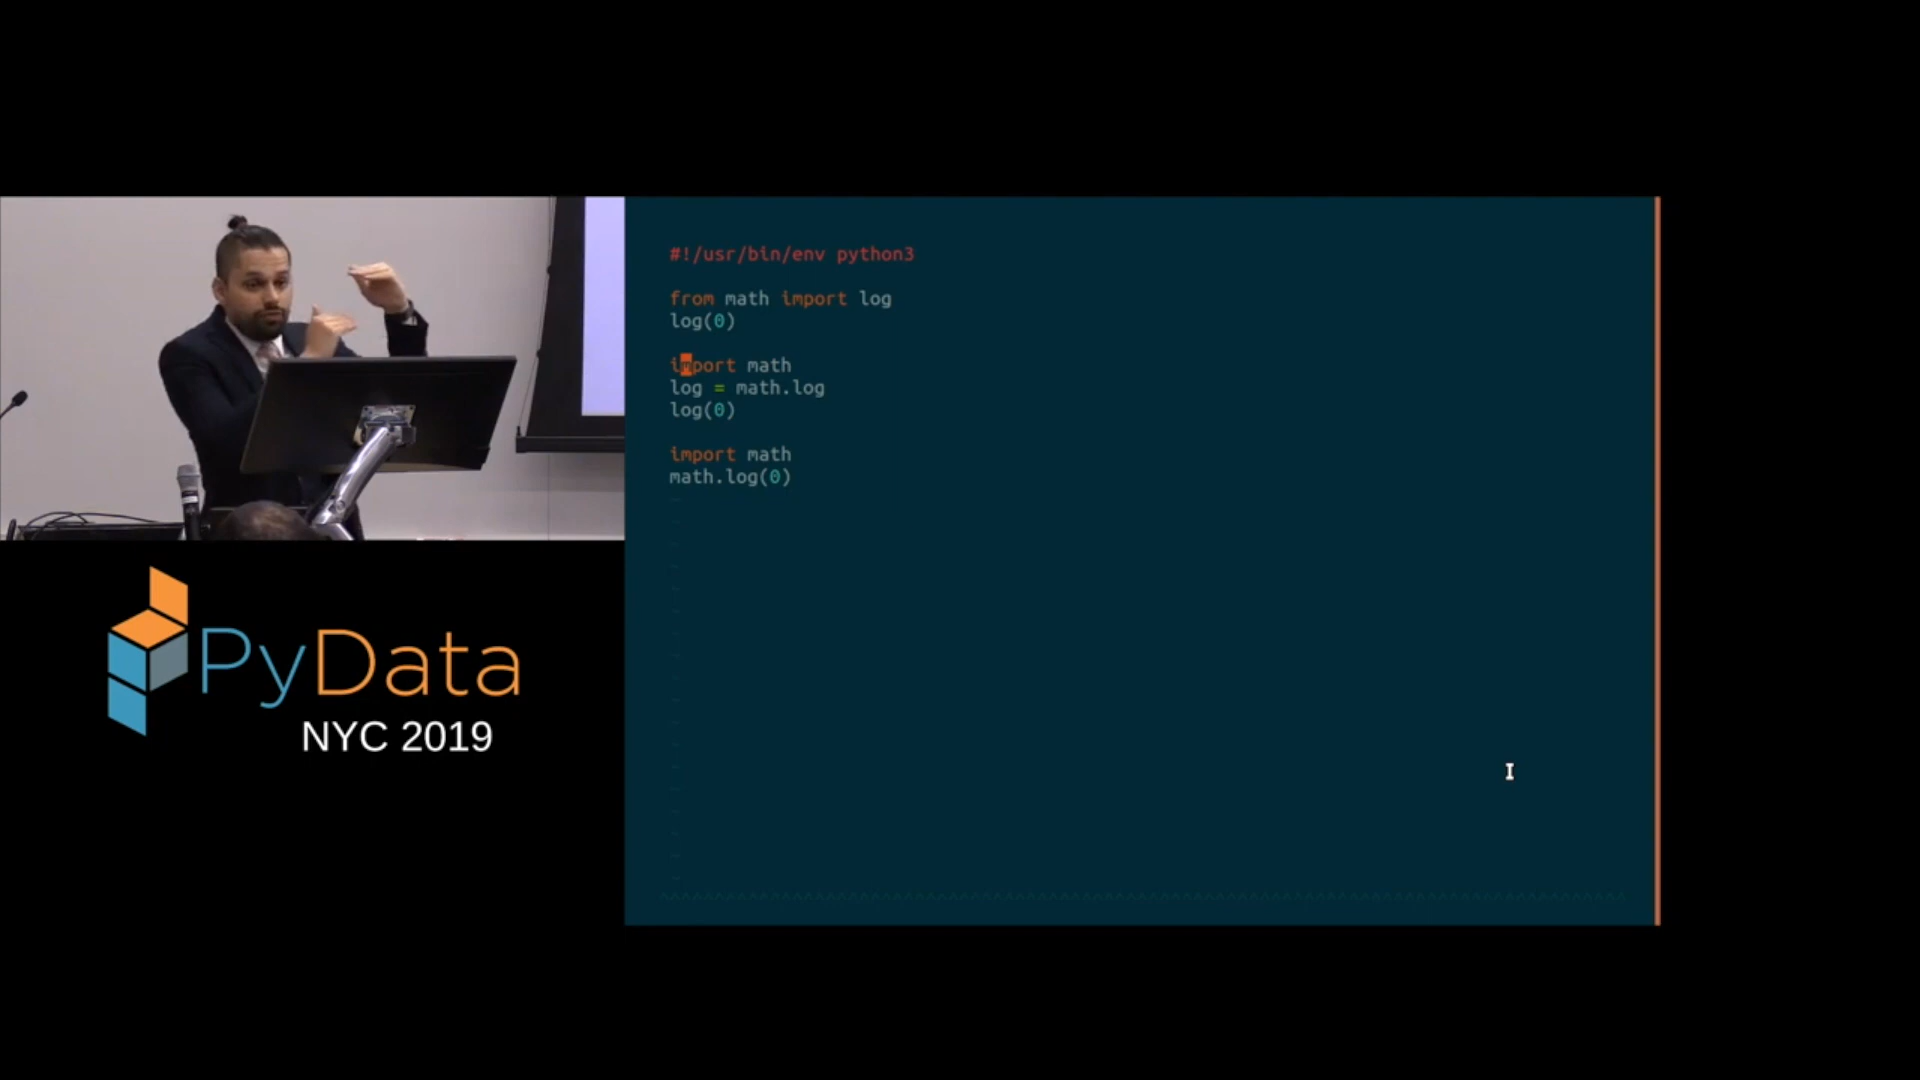 #!/usr/bin/env python3
from math import log
log(0)
import math
log = math.log
log(0)
import math
math.log(0)
PyData
NYC 2019